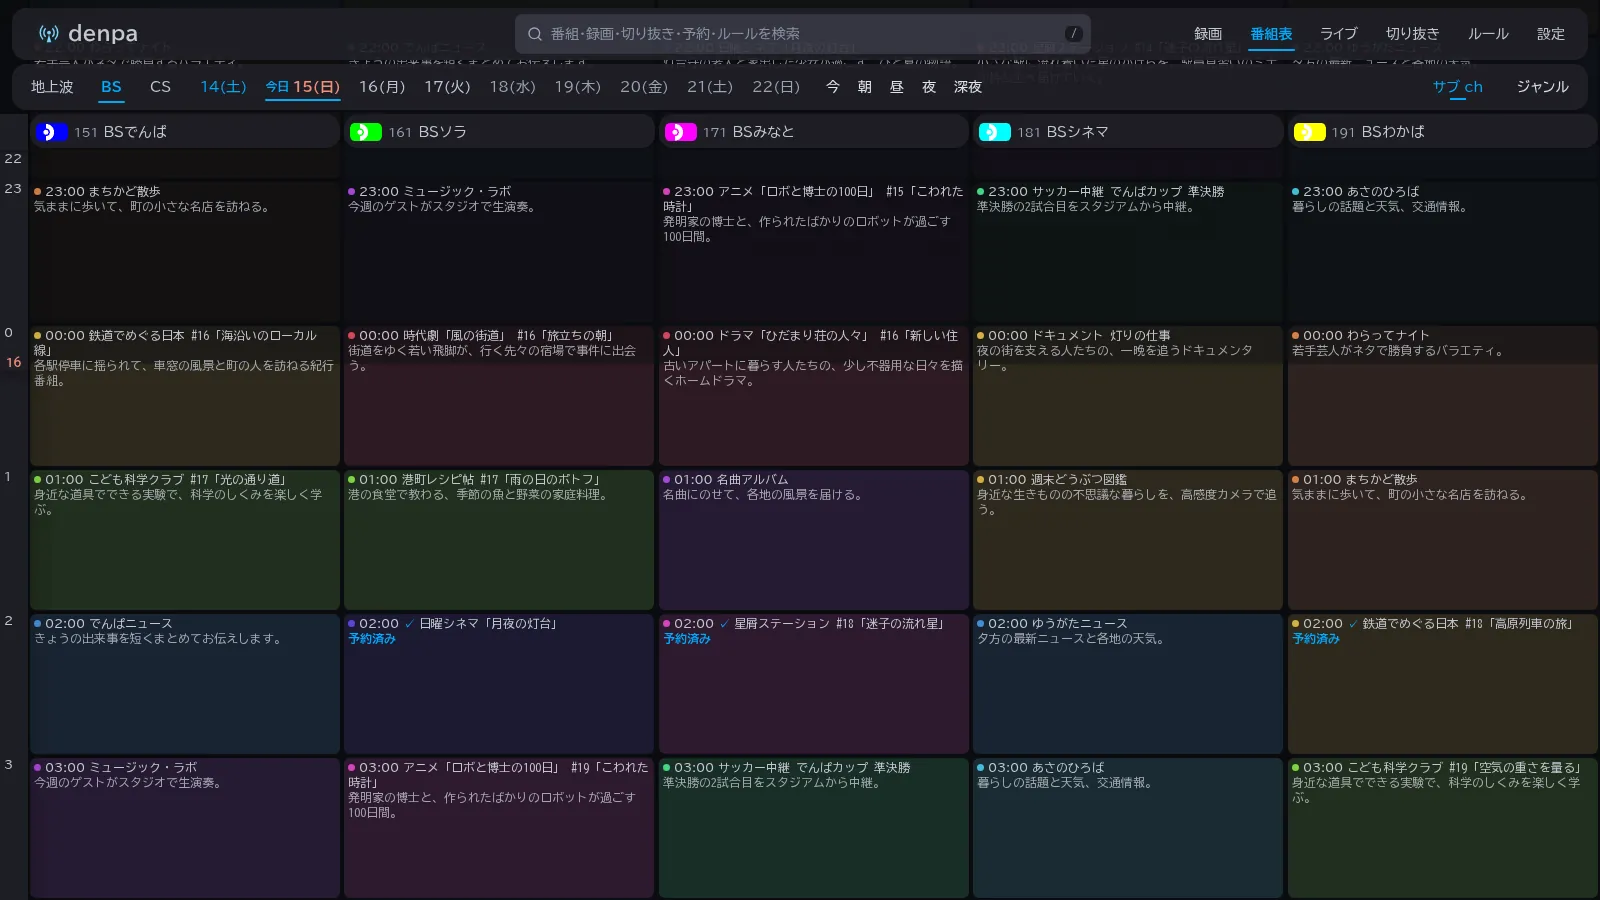 denpa
番組・録画・切り抜き・予約・ルールを検索
/
録画
番組表
ライブ
切り抜き
ルール
設定
地上波
BS
CS
14(土)
今日 15(日)
16(月)
17(火)
18(水)
19(木)
20(金)
21(土)
22(日)
今
朝
昼
夜
深夜
サブ ch
ジャンル
151 BSでんぱ
161 BSソラ
171 BSみなと
181 BSシネマ
191 BSわかば
22
23
23:00 まちかど散歩
気ままに歩いて、町の小さな名店を訪ねる。
23:00 ミュージック・ラボ
今週のゲストがスタジオで生演奏。
23:00 アニメ「ロボと博士の100日」 #15「こわれた
時計」
発明家の博士と、作られたばかりのロボットが過ごす
100日間。
23:00 サッカー中継 でんぱカップ 準決勝
準決勝の2試合目をスタジアムから中継。
23:00 あさのひろば
暮らしの話題と天気、交通情報。
0
16
00:00 鉄道でめぐる日本 #16「海沿いのローカル
線」
各駅停車に揺られて、車窓の風景と町の人を訪ねる紀行
番組。
00:00 時代劇「風の街道」 #16「旅立ちの朝」
街道をゆく若い飛脚が、行く先々の宿場で事件に出会
う。
00:00 ドラマ「ひだまり荘の人々」 #16「新しい住
人」
古いアパートに暮らす人たちの、少し不器用な日々を描
くホームドラマ。
00:00 ドキュメント 灯りの仕事
夜の街を支える人たちの、一晩を追うドキュメンタ
リー。
00:00 わらってナイト
若手芸人がネタで勝負するバラエティ。
1
01:00 こども科学クラブ #17「光の通り道」
身近な道具でできる実験で、科学のしくみを楽しく学
ぶ。
01:00 港町レシピ帖 #17「雨の日のポトフ」
港の食堂で教わる、季節の魚と野菜の家庭料理。
01:00 名曲アルバム
名曲にのせて、各地の風景を届ける。
01:00 週末どうぶつ図鑑
身近な生きものの不思議な暮らしを、高感度カメラで追
う。
01:00 まちかど散歩
気ままに歩いて、町の小さな名店を訪ねる。
2
02:00 でんぱニュース
きょうの出来事を短くまとめてお伝えします。
02:00 ✓ 日曜シネマ「月夜の灯台」
予約済み
02:00 ✓ 星屑ステーション #18「迷子の流れ星」
予約済み
02:00 ゆうがたニュース
夕方の最新ニュースと各地の天気。
02:00 ✓ 鉄道でめぐる日本 #18「高原列車の旅」
予約済み
3
03:00 ミュージック・ラボ
今週のゲストがスタジオで生演奏。
03:00 アニメ「ロボと博士の100日」 #19「こわれた
時計」
発明家の博士と、作られたばかりのロボットが過ごす
100日間。
03:00 サッカー中継 でんぱカップ 準決勝
準決勝の2試合目をスタジアムから中継。
03:00 あさのひろば
暮らしの話題と天気、交通情報。
03:00 こども科学クラブ #19「空気の重さを量る」
身近な道具でできる実験で、科学のしくみを楽しく学
ぶ。